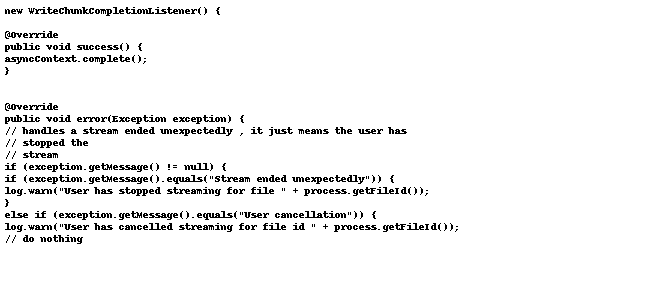 new WriteChunkCompletionListener() {
@Override
public void success() {
asyncContext.complete();
}
@Override
public void error(Exception exception) {
// handles a stream ended unexpectedly , it just means the user has
// stopped the
// stream
if (exception.getMessage() != null) {
if (exception.getMessage().equals("Stream ended unexpectedly")) {
log.warn("User has stopped streaming for file " + process.getFileId());
}
else if (exception.getMessage().equals("User cancellation")) {
log.warn("User has cancelled streaming for file id " + process.getFileId());
// do nothing